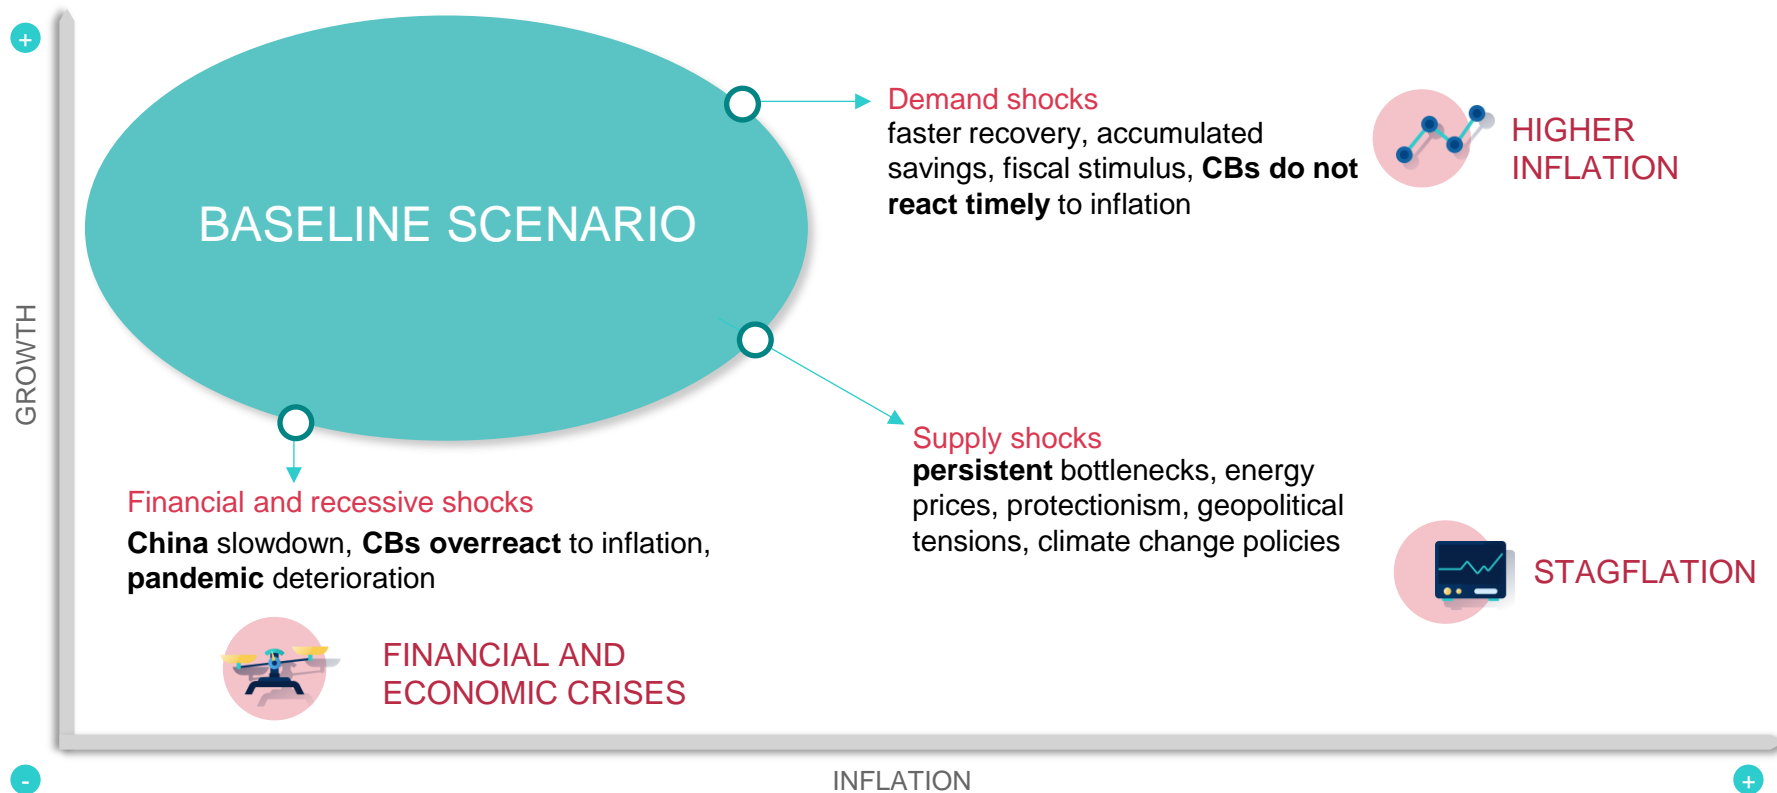 +
BASELINE SCENARIO
Demand shocks
faster recovery, accumulated
savings, fiscal stimulus, CBs do not
react timely to inflation
HIGHER
INFLATION
GROWTH
Supply shocks
persistent bottlenecks, energy
prices, protectionism, geopolitical
tensions, climate change policies
STAGFLATION
Financial and recessive shocks
China slowdown, CBs overreact to inflation,
pandemic deterioration
FINANCIAL AND
ECONOMIC CRISES
-
INFLATION
+